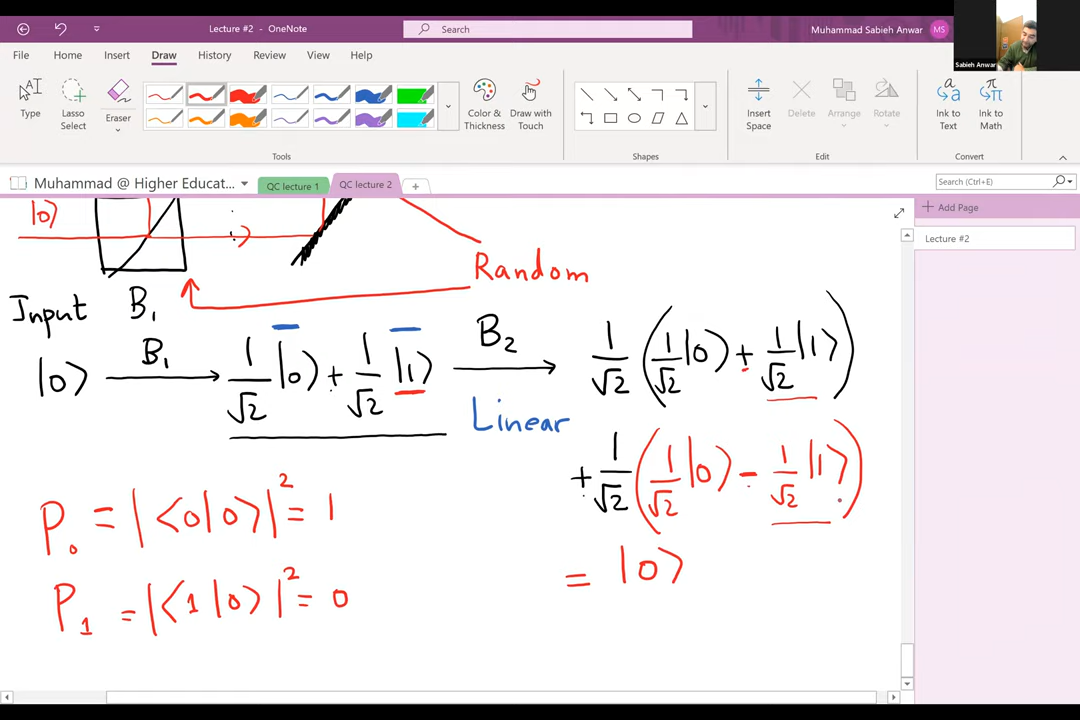 Lecture #2 - OneNote
Search
Muhammad Sabieh Anwar
MS
Sabieh Anwar
File Home Insert Draw History Review View Help
Type
Lasso Select
Eraser
Color & Thickness
Draw with Touch
Insert Space
Delete
Arrange
Rotate
Ink to Text
Ink to Math
Tools
Shapes
Edit
Convert
Muhammad @ Higher Educat...
QC lecture 1
QC lecture 2
Search (Ctrl+E)
Add Page
Lecture #2
|0⟩
Random
Input B₁
|0⟩ B₁→ 1/√2 |0⟩ + 1/√2 |1⟩ B₂→ 1/√2 (1/√2 |0⟩ + 1/√2 |1⟩)
Linear
+ 1/√2 (1/√2 |0⟩ - 1/√2 |1⟩)
P₀ = |<0|0⟩|² = 1
= |0⟩
P₁ = |<1|0⟩|² = 0